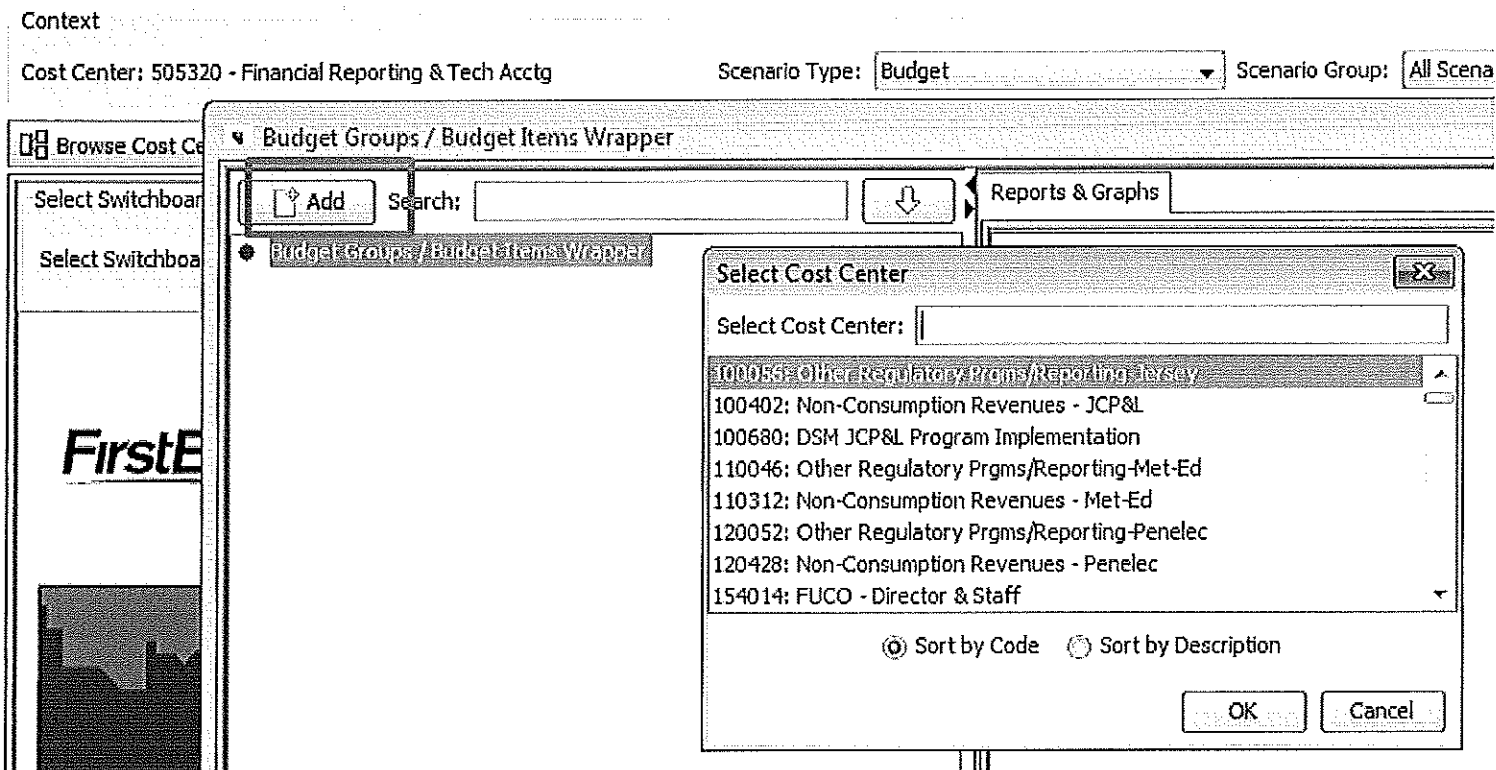 Context
Cost Center: 505320 - Financial Reporting & Tech Acctg Scenario Type: Budget Scenario Group: All Scena
Browse Cost Ce
Budget Groups / Budget Items Wrapper
Select Switchboar
Add Search:
Reports & Graphs
Select Switchboa
Budget Groups / Budget Items Wrapper
Select Cost Center
Select Cost Center:
100056: Other Regulatory Prgms/Reporting-Jersey
100402: Non-Consumption Revenues - JCP&L
100680: DSM JCP&L Program Implementation
110046: Other Regulatory Prgms/Reporting-Met-Ed
110312: Non-Consumption Revenues - Met-Ed
120052: Other Regulatory Prgms/Reporting-Penelec
120428: Non-Consumption Revenues - Penelec
154014: FUCO - Director & Staff
FirstE
Sort by Code Sort by Description
OK Cancel